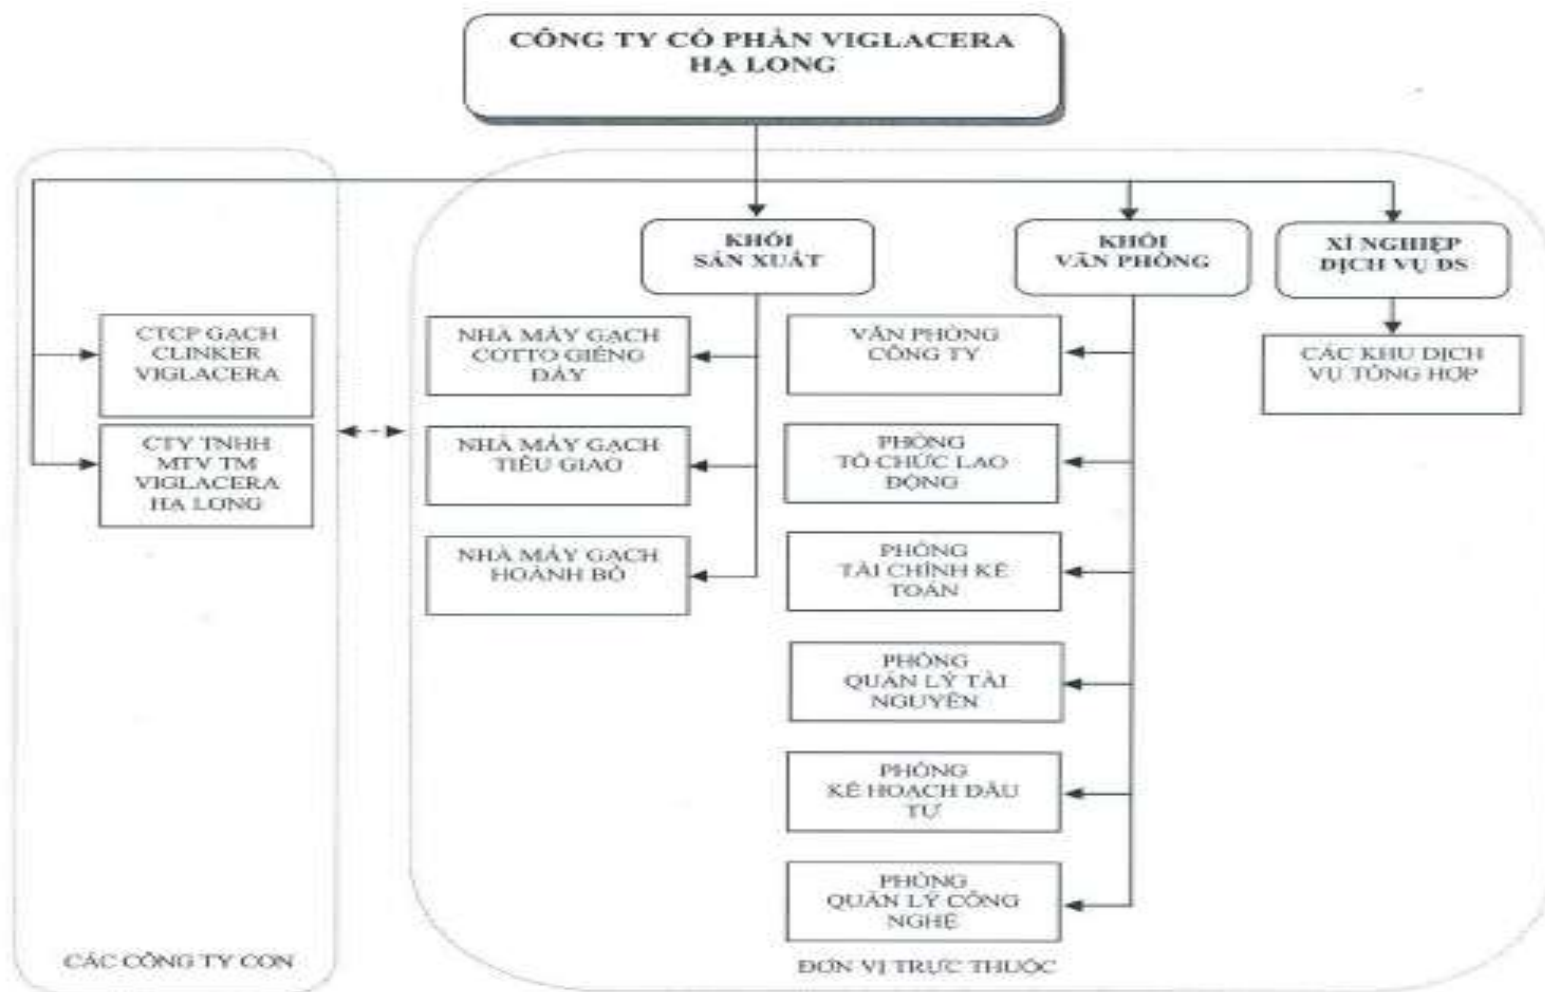 CÔNG TY CỔ PHẦN VIGLACERA
HẠ LONG
KHỐI
SẢN XUẤT
KHỐI
VĂN PHÒNG
XÍ NGHIỆP
DỊCH VỤ ĐS
CTCP GẠCH
CLINKER
VIGLACERA
CTY TNHH
MTV TM
VIGLACERA
HẠ LONG
NHÀ MÁY GẠCH
COTTO GIẾNG
ĐÁY
NHÀ MÁY GẠCH
TIÊU GIAO
NHÀ MÁY GẠCH
HOÀNH BỒ
VĂN PHÒNG
CÔNG TY
PHÒNG
TỔ CHỨC LAO
ĐỘNG
PHÒNG
TÀI CHÍNH KẾ
TOÁN
PHÒNG
QUẢN LÝ TÀI
NGUYÊN
PHÒNG
KẾ HOẠCH ĐẦU
TƯ
PHÒNG
QUẢN LÝ CÔNG
NGHỆ
CÁC KHU DỊCH
VỤ TỔNG HỢP
CÁC CÔNG TY CON
ĐƠN VỊ TRỰC THUỘC